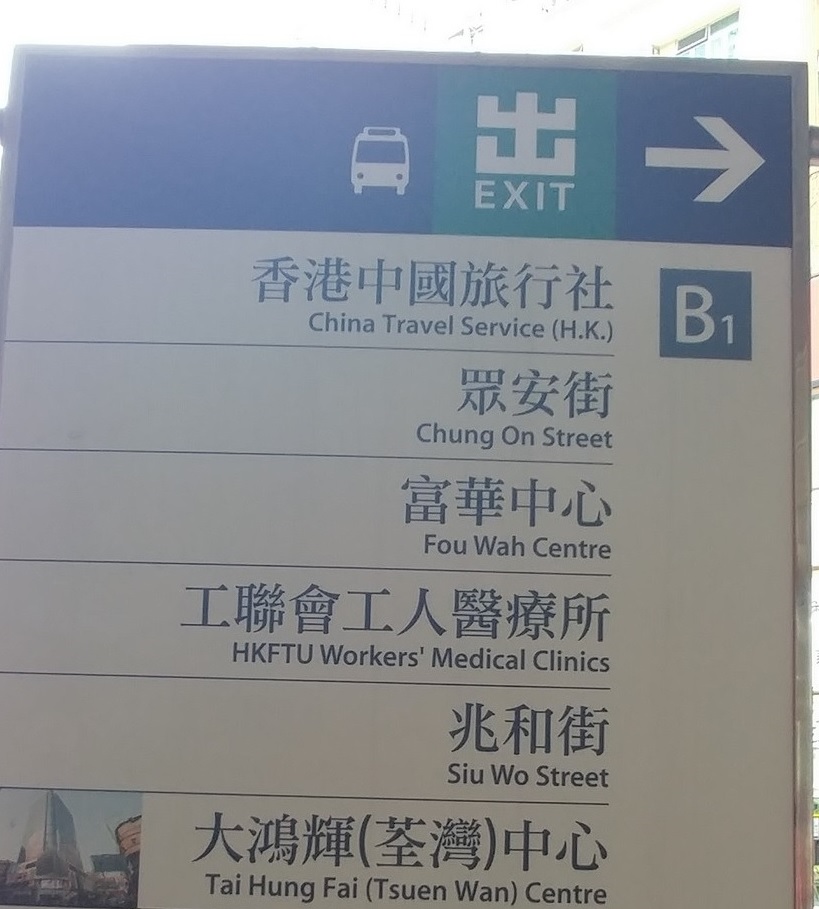 出
EXIT
香港中國旅行社
China Travel Service (H.K.)
B1
眾安街
Chung On Street
富華中心
Fou Wah Centre
工聯會工人醫療所
HKFTU Workers' Medical Clinics
兆和街
Siu Wo Street
大鴻輝(荃灣)中心
Tai Hung Fai (Tsuen Wan) Centre